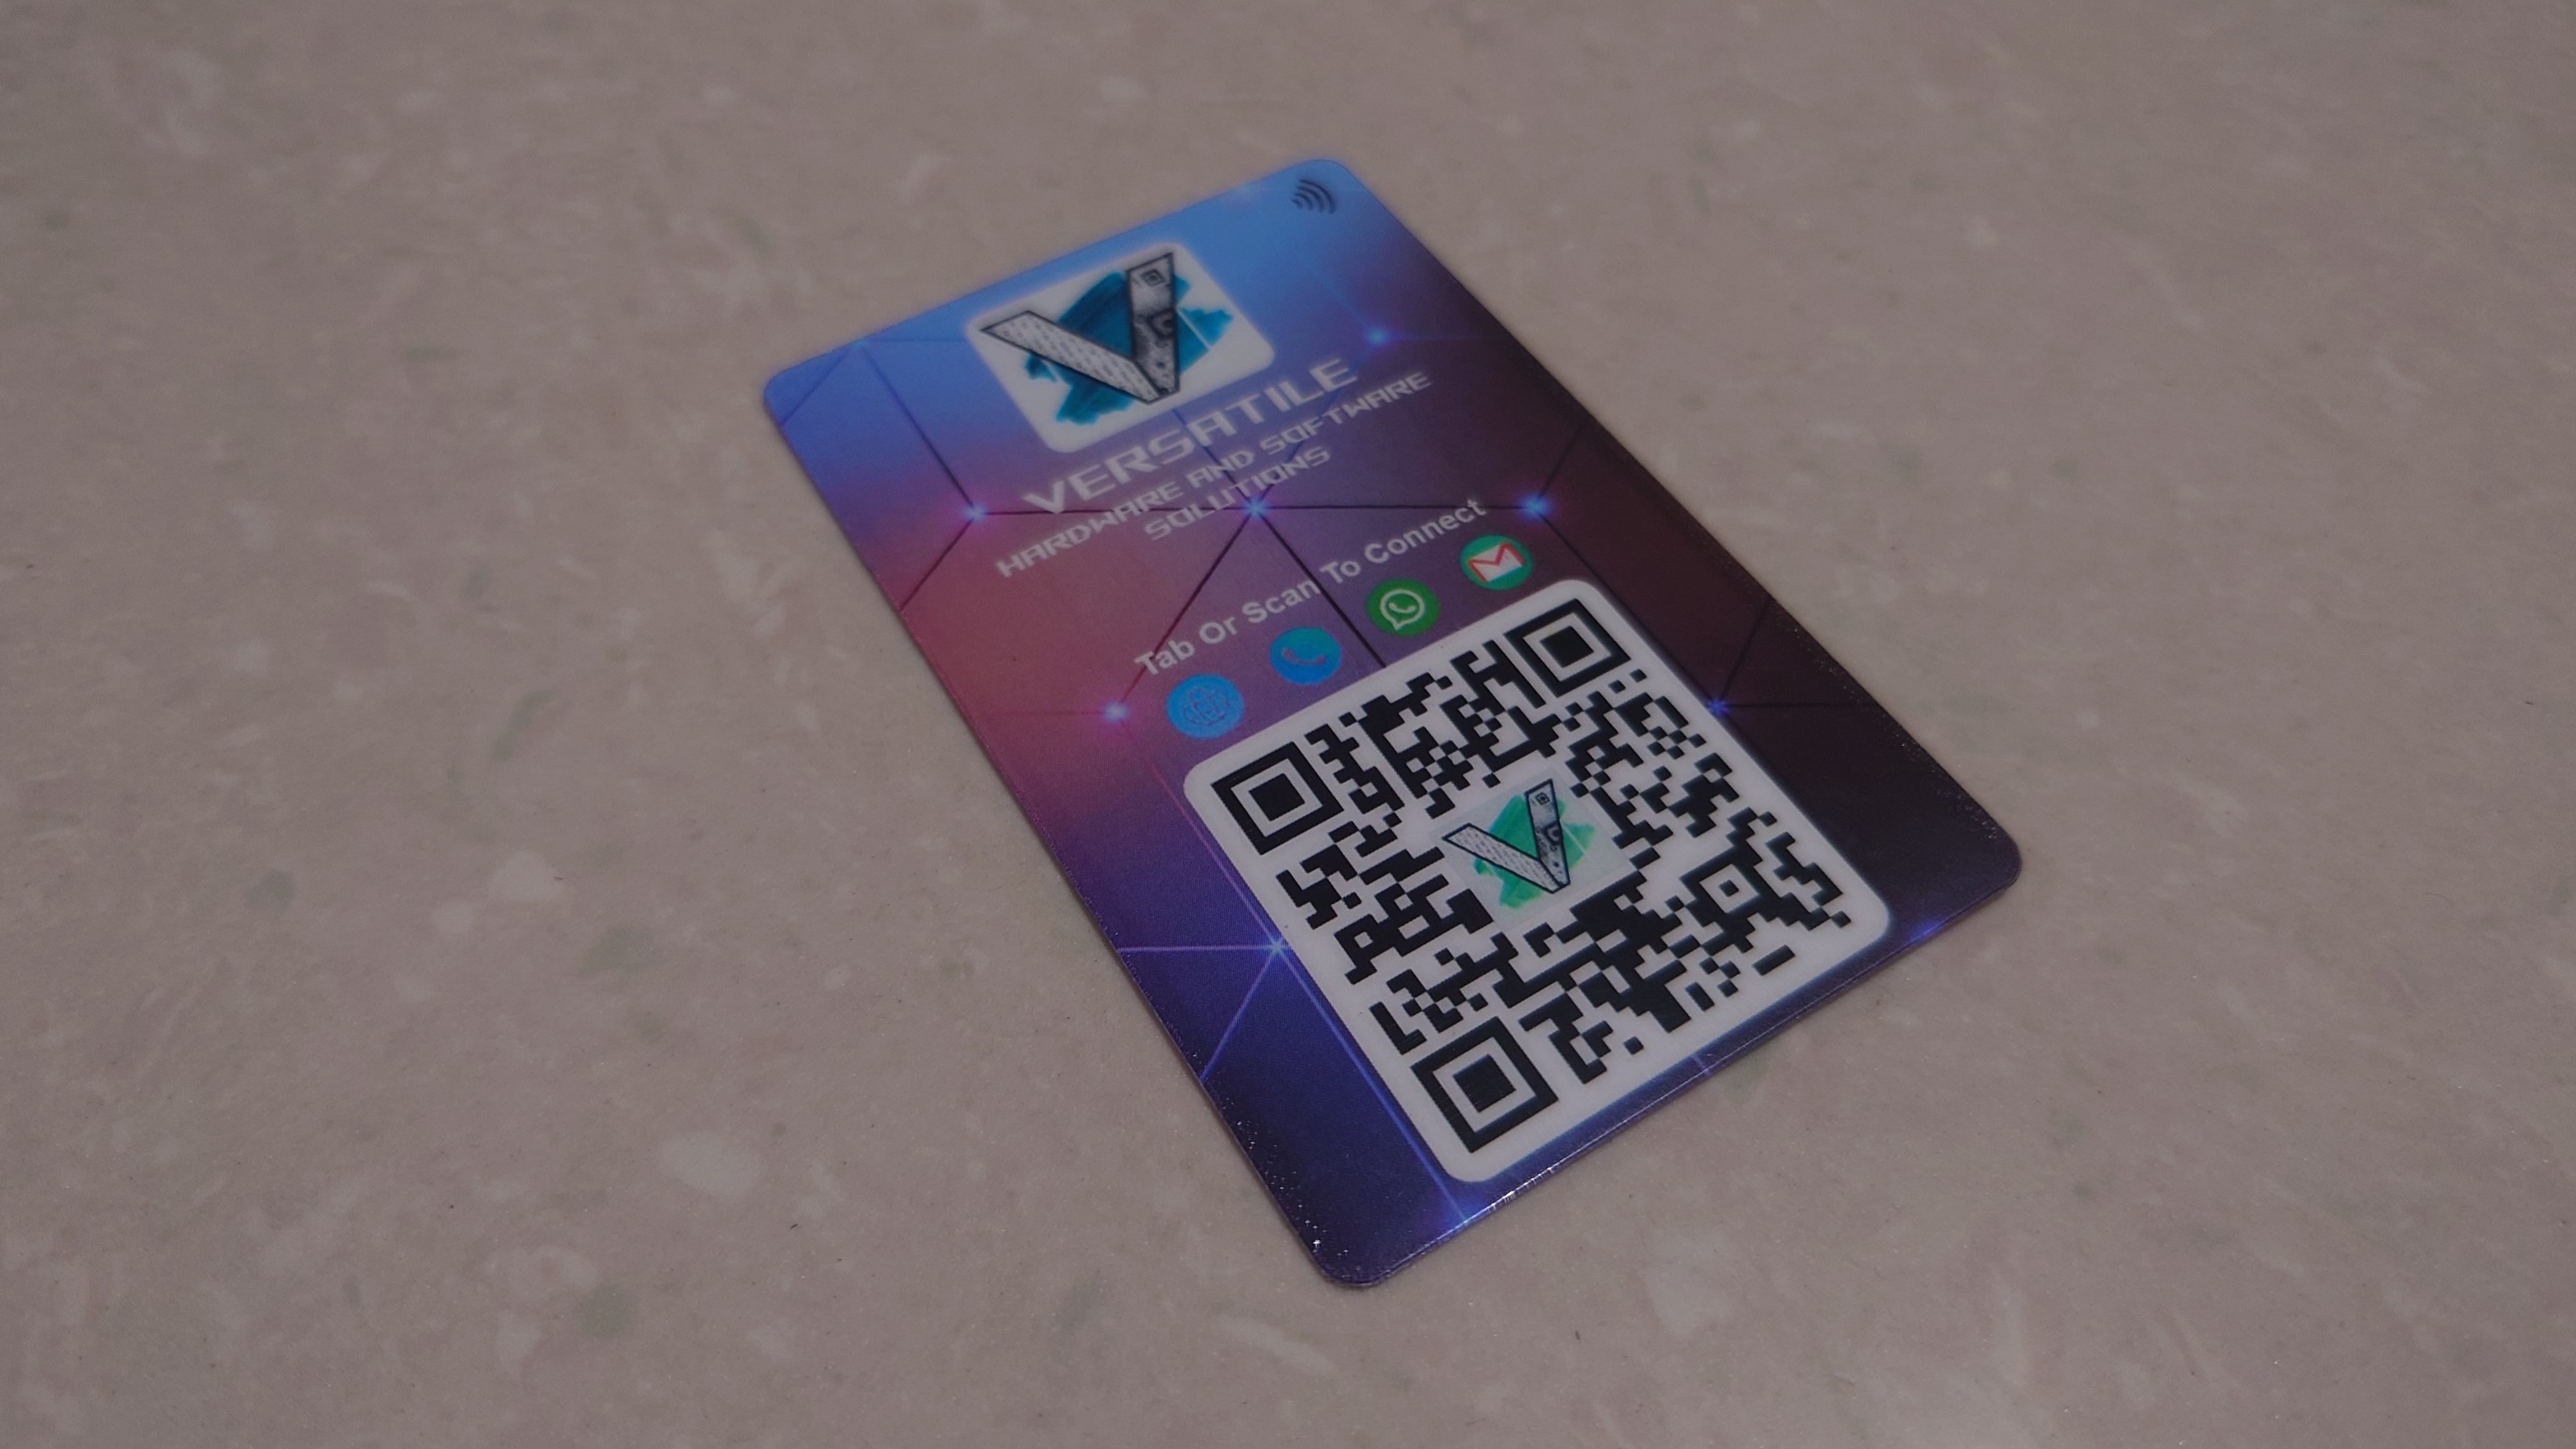 VERSATILE
HARDWARE AND SOFTWARE
SOLUTIONS
Tab Or Scan To Connect